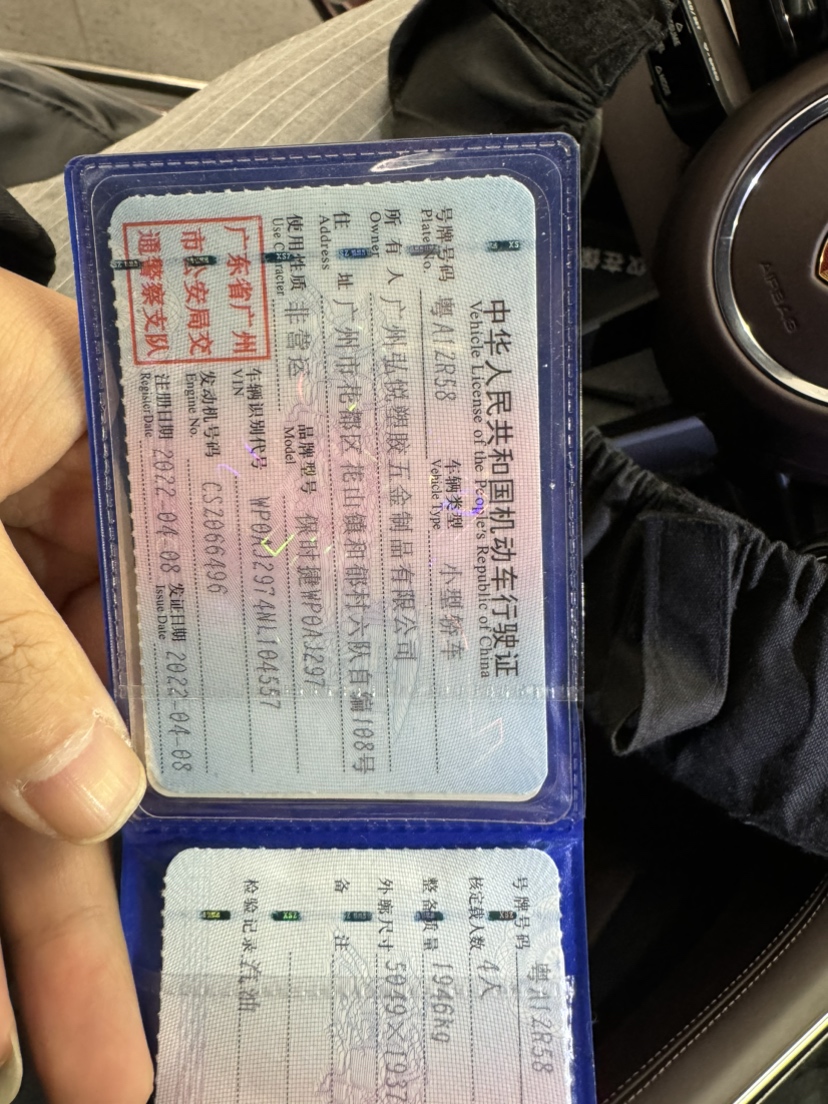 中华人民共和国机动车行驶证
Vehicle License of the People's Republic of China
号牌号码 粤A12R58 车辆类型 小型轿车
Plate No. Vehicle Type
所有人 广州弘悦塑胶五金制品有限公司
Owner
住址 广州市花都区花山镇和郁村六队自编108号
Address
使用性质 非营运 品牌型号 保时捷WP0AJ297
Use Character Model
广东省广州
市公安局交
通警察支队
车辆识别代号 WP0AJ2974NL104557
VIN
发动机号码 CSZ066496
Engine No.
注册日期 2022-04-08 发证日期 2022-04-08
Register Date Issue Date
号牌号码 粤A12R58
核定载人数 4人
整备质量 1946kg
外廓尺寸 5049×1937
备注
检验记录 汽油
AIRBAG